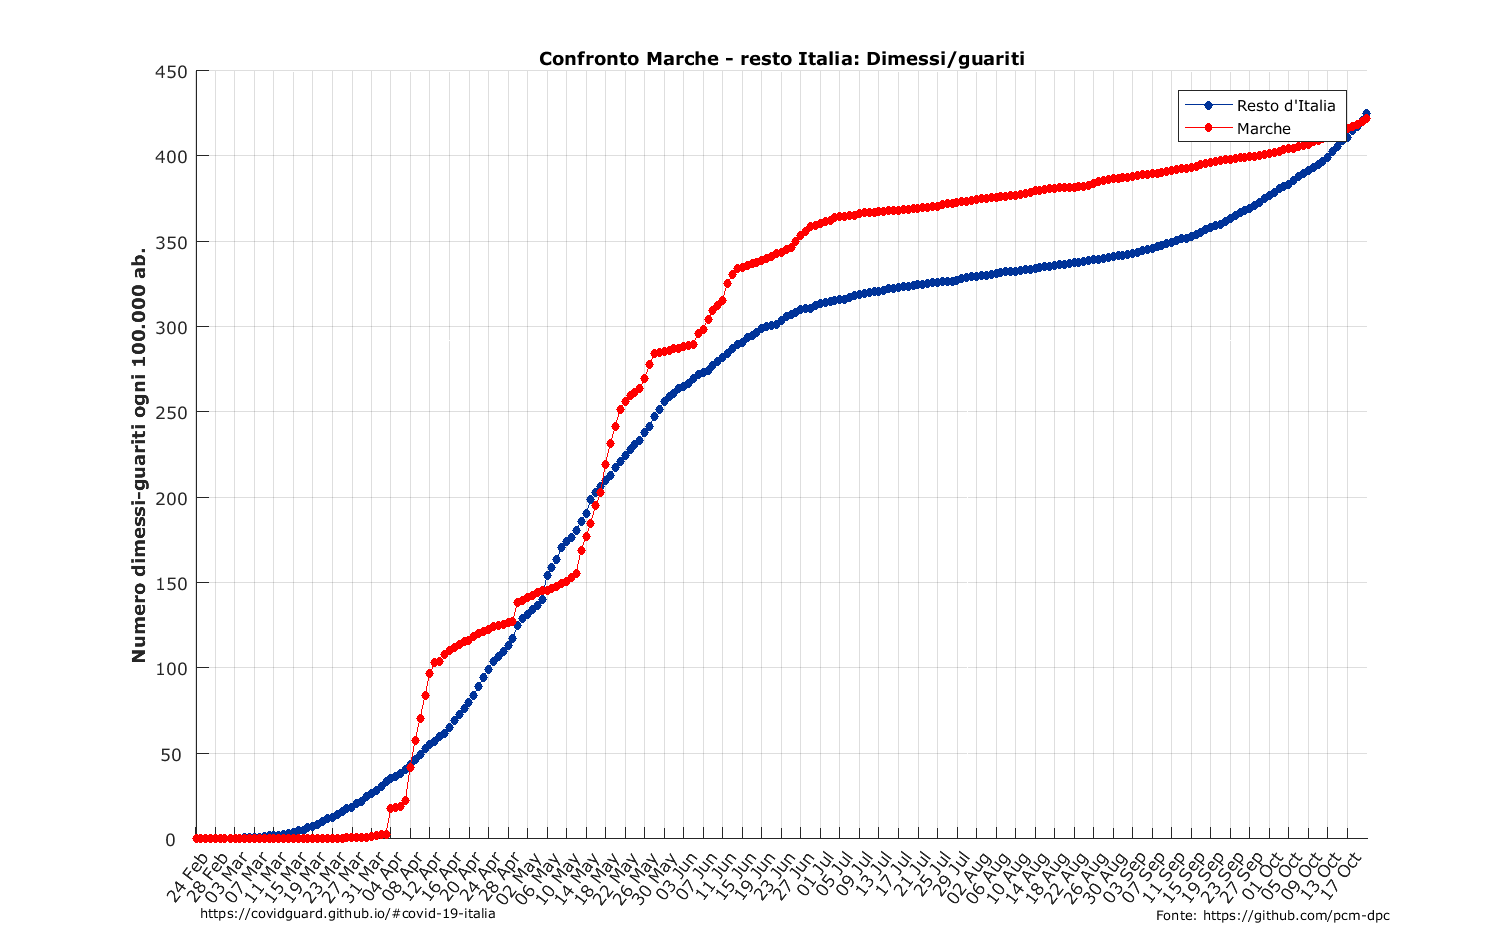 Confronto Marche - resto Italia: Dimessi/guariti
Numero dimessi-guariti ogni 100.000 ab.
450
400
350
300
250
200
150
100
50
0
Resto d'Italia
Marche
24 Feb
28 Feb
03 Mar
07 Mar
11 Mar
15 Mar
19 Mar
23 Mar
27 Mar
31 Mar
04 Apr
08 Apr
12 Apr
16 Apr
20 Apr
24 Apr
28 Apr
02 May
06 May
10 May
14 May
18 May
22 May
26 May
30 May
03 Jun
07 Jun
11 Jun
15 Jun
19 Jun
23 Jun
27 Jun
01 Jul
05 Jul
09 Jul
13 Jul
17 Jul
21 Jul
25 Jul
29 Jul
02 Aug
06 Aug
10 Aug
14 Aug
18 Aug
22 Aug
26 Aug
30 Aug
03 Sep
07 Sep
11 Sep
15 Sep
19 Sep
23 Sep
27 Sep
01 Oct
05 Oct
09 Oct
13 Oct
17 Oct
https://covidguard.github.io/#covid-19-italia
Fonte: https://github.com/pcm-dpc